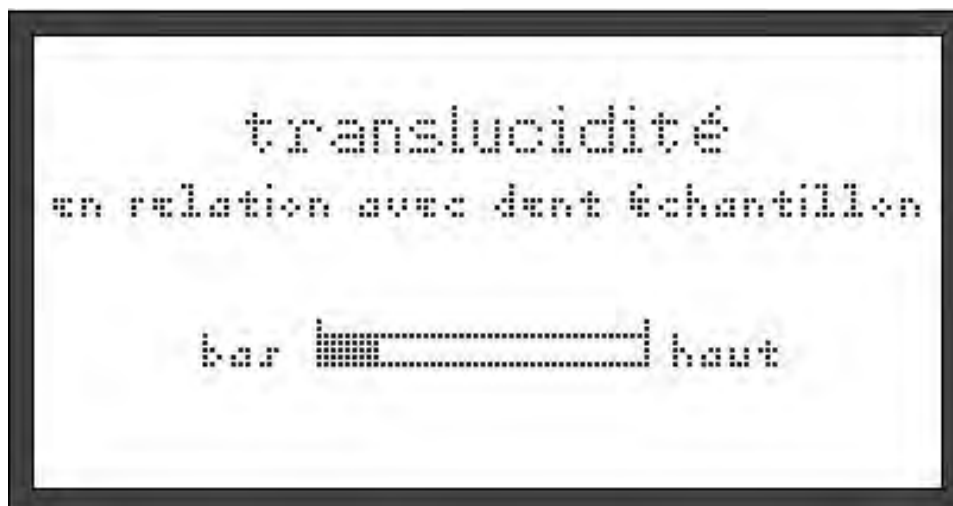 translucidité
en relation avec dent échantillon
bas haut